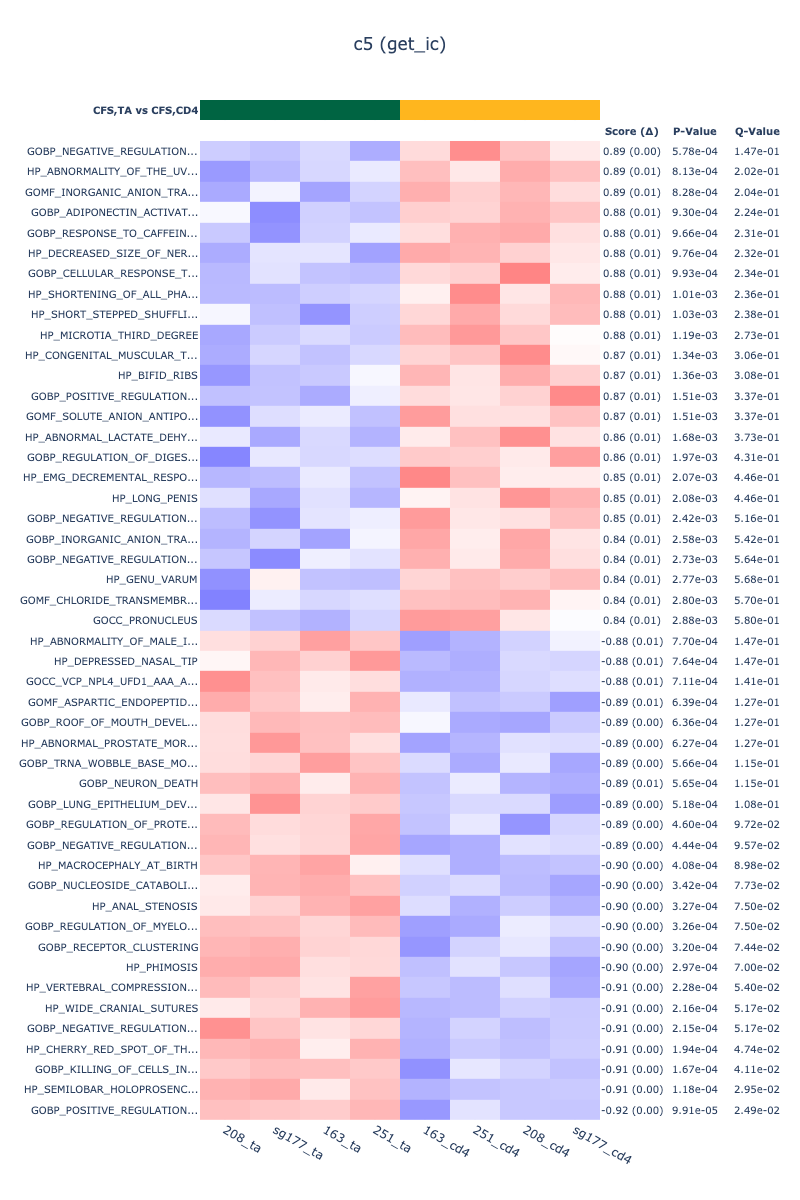 c5 (get_ic)
CFS,TA vs CFS,CD4
Score (Δ) P-Value Q-Value
GOBP_NEGATIVE_REGULATION... 0.89 (0.00) 5.78e-04 1.47e-01
HP_ABNORMALITY_OF_THE_UV... 0.89 (0.01) 8.13e-04 2.02e-01
GOMF_INORGANIC_ANION_TRA... 0.89 (0.01) 8.28e-04 2.04e-01
GOBP_ADIPONECTIN_ACTIVAT... 0.88 (0.01) 9.30e-04 2.24e-01
GOBP_RESPONSE_TO_CAFFEIN... 0.88 (0.01) 9.66e-04 2.31e-01
HP_DECREASED_SIZE_OF_NER... 0.88 (0.01) 9.76e-04 2.32e-01
GOBP_CELLULAR_RESPONSE_T... 0.88 (0.01) 9.93e-04 2.34e-01
HP_SHORTENING_OF_ALL_PHA... 0.88 (0.01) 1.01e-03 2.36e-01
HP_SHORT_STEPPED_SHUFFLI... 0.88 (0.01) 1.03e-03 2.38e-01
HP_MICROTIA_THIRD_DEGREE 0.88 (0.01) 1.19e-03 2.73e-01
HP_CONGENITAL_MUSCULAR_T... 0.87 (0.01) 1.34e-03 3.06e-01
HP_BIFID_RIBS 0.87 (0.01) 1.36e-03 3.08e-01
GOBP_POSITIVE_REGULATION... 0.87 (0.01) 1.51e-03 3.37e-01
GOMF_SOLUTE_ANION_ANTIPO... 0.87 (0.01) 1.51e-03 3.37e-01
HP_ABNORMAL_LACTATE_DEHY... 0.86 (0.01) 1.68e-03 3.73e-01
GOBP_REGULATION_OF_DIGES... 0.86 (0.01) 1.97e-03 4.31e-01
HP_EMG_DECREMENTAL_RESPO... 0.85 (0.01) 2.07e-03 4.46e-01
HP_LONG_PENIS 0.85 (0.01) 2.08e-03 4.46e-01
GOBP_NEGATIVE_REGULATION... 0.85 (0.01) 2.42e-03 5.16e-01
GOBP_INORGANIC_ANION_TRA... 0.84 (0.01) 2.58e-03 5.42e-01
GOBP_NEGATIVE_REGULATION... 0.84 (0.01) 2.73e-03 5.64e-01
HP_GENU_VARUM 0.84 (0.01) 2.77e-03 5.68e-01
GOMF_CHLORIDE_TRANSMEMBR... 0.84 (0.01) 2.80e-03 5.70e-01
GOCC_PRONUCLEUS 0.84 (0.01) 2.88e-03 5.80e-01
HP_ABNORMALITY_OF_MALE_I... -0.88 (0.01) 7.70e-04 1.47e-01
HP_DEPRESSED_NASAL_TIP -0.88 (0.01) 7.64e-04 1.47e-01
GOCC_VCP_NPL4_UFD1_AAA_A... -0.88 (0.01) 7.11e-04 1.41e-01
GOMF_ASPARTIC_ENDOPEPTID... -0.89 (0.01) 6.39e-04 1.27e-01
GOBP_ROOF_OF_MOUTH_DEVEL... -0.89 (0.00) 6.36e-04 1.27e-01
HP_ABNORMAL_PROSTATE_MOR... -0.89 (0.00) 6.27e-04 1.27e-01
GOBP_TRNA_WOBBLE_BASE_MO... -0.89 (0.00) 5.66e-04 1.15e-01
GOBP_NEURON_DEATH -0.89 (0.01) 5.65e-04 1.15e-01
GOBP_LUNG_EPITHELIUM_DEV... -0.89 (0.00) 5.18e-04 1.08e-01
GOBP_REGULATION_OF_PROTE... -0.89 (0.00) 4.60e-04 9.72e-02
GOBP_NEGATIVE_REGULATION... -0.89 (0.00) 4.44e-04 9.57e-02
HP_MACROCEPHALY_AT_BIRTH -0.90 (0.00) 4.08e-04 8.98e-02
GOBP_NUCLEOSIDE_CATABOLI... -0.90 (0.00) 3.42e-04 7.73e-02
HP_ANAL_STENOSIS -0.90 (0.00) 3.27e-04 7.50e-02
GOBP_REGULATION_OF_MYELO... -0.90 (0.00) 3.26e-04 7.50e-02
GOBP_RECEPTOR_CLUSTERING -0.90 (0.00) 3.20e-04 7.44e-02
HP_PHIMOSIS -0.90 (0.00) 2.97e-04 7.00e-02
HP_VERTEBRAL_COMPRESSION... -0.91 (0.00) 2.28e-04 5.40e-02
HP_WIDE_CRANIAL_SUTURES -0.91 (0.00) 2.16e-04 5.17e-02
GOBP_NEGATIVE_REGULATION... -0.91 (0.00) 2.15e-04 5.17e-02
HP_CHERRY_RED_SPOT_OF_TH... -0.91 (0.00) 1.94e-04 4.74e-02
GOBP_KILLING_OF_CELLS_IN... -0.91 (0.00) 1.67e-04 4.11e-02
HP_SEMILOBAR_HOLOPROSENC... -0.91 (0.00) 1.18e-04 2.95e-02
GOBP_POSITIVE_REGULATION... -0.92 (0.00) 9.91e-05 2.49e-02
208_ta sg177_ta 163_ta 251_ta 163_cd4 251_cd4 208_cd4 sg177_cd4